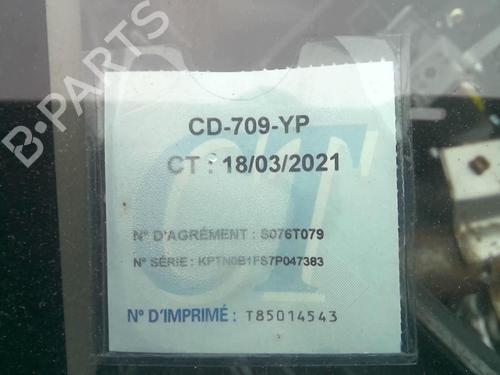 B-PARTS
CT
CD-709-YP
CT : 18/03/2021
N° D'AGRÉMENT : S076T079
N° SÉRIE : KPTN0B1FS7P047383
N° D'IMPRIMÉ : T85014543